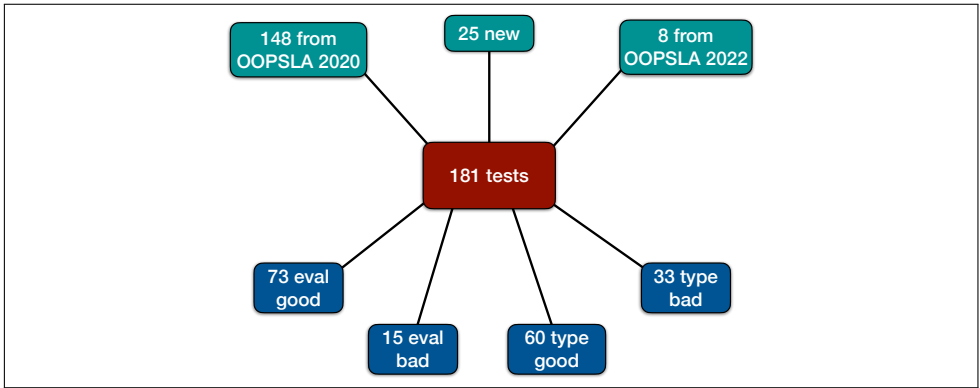 148 from
OOPSLA 2020
25 new
8 from
OOPSLA 2022
181 tests
73 eval
good
15 eval
bad
60 type
good
33 type
bad